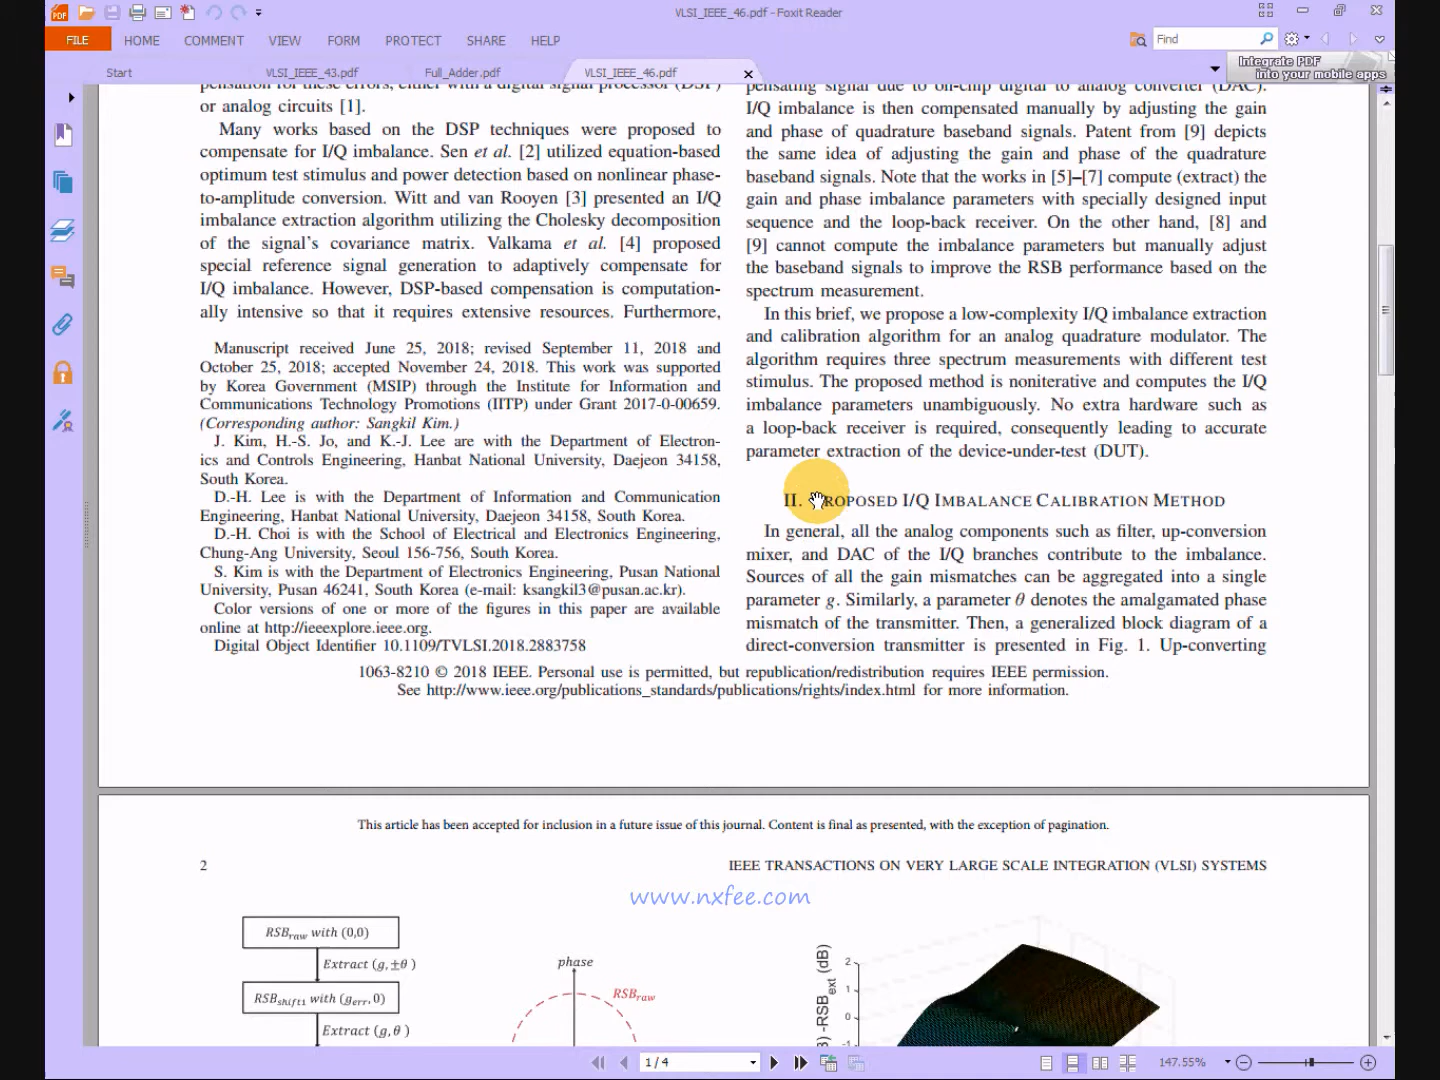 VLSI_IEEE_46.pdf - Foxit Reader
FILE HOME COMMENT VIEW FORM PROTECT SHARE HELP
Find
Integrate PDF
into your mobile apps
Start VLSI_IEEE_43.pdf Full_Adder.pdf VLSI_IEEE_46.pdf
pensation for these errors, either with a digital signal processor (DSP)
or analog circuits [1].
Many works based on the DSP techniques were proposed to
compensate for I/Q imbalance. Sen et al. [2] utilized equation-based
optimum test stimulus and power detection based on nonlinear phase-
to-amplitude conversion. Witt and van Rooyen [3] presented an I/Q
imbalance extraction algorithm utilizing the Cholesky decomposition
of the signal's covariance matrix. Valkama et al. [4] proposed
special reference signal generation to adaptively compensate for
I/Q imbalance. However, DSP-based compensation is computation-
ally intensive so that it requires extensive resources. Furthermore,
Manuscript received June 25, 2018; revised September 11, 2018 and
October 25, 2018; accepted November 24, 2018. This work was supported
by Korea Government (MSIP) through the Institute for Information and
Communications Technology Promotions (IITP) under Grant 2017-0-00659.
(Corresponding author: Sangkil Kim.)
J. Kim, H.-S. Jo, and K.-J. Lee are with the Department of Electron-
ics and Controls Engineering, Hanbat National University, Daejeon 34158,
South Korea.
D.-H. Lee is with the Department of Information and Communication
Engineering, Hanbat National University, Daejeon 34158, South Korea.
D.-H. Choi is with the School of Electrical and Electronics Engineering,
Chung-Ang University, Seoul 156-756, South Korea.
S. Kim is with the Department of Electronics Engineering, Pusan National
University, Pusan 46241, South Korea (e-mail: ksangkil3@pusan.ac.kr).
Color versions of one or more of the figures in this paper are available
online at http://ieeexplore.ieee.org.
Digital Object Identifier 10.1109/TVLSI.2018.2883758
pensating signal due to on-chip digital to analog converter (DAC).
I/Q imbalance is then compensated manually by adjusting the gain
and phase of quadrature baseband signals. Patent from [9] depicts
the same idea of adjusting the gain and phase of the quadrature
baseband signals. Note that the works in [5]–[7] compute (extract) the
gain and phase imbalance parameters with specially designed input
sequence and the loop-back receiver. On the other hand, [8] and
[9] cannot compute the imbalance parameters but manually adjust
the baseband signals to improve the RSB performance based on the
spectrum measurement.
In this brief, we propose a low-complexity I/Q imbalance extraction
and calibration algorithm for an analog quadrature modulator. The
algorithm requires three spectrum measurements with different test
stimulus. The proposed method is noniterative and computes the I/Q
imbalance parameters unambiguously. No extra hardware such as
a loop-back receiver is required, consequently leading to accurate
parameter extraction of the device-under-test (DUT).
II. PROPOSED I/Q IMBALANCE CALIBRATION METHOD
In general, all the analog components such as filter, up-conversion
mixer, and DAC of the I/Q branches contribute to the imbalance.
Sources of all the gain mismatches can be aggregated into a single
parameter g. Similarly, a parameter θ denotes the amalgamated phase
mismatch of the transmitter. Then, a generalized block diagram of a
direct-conversion transmitter is presented in Fig. 1. Up-converting
1063-8210 © 2018 IEEE. Personal use is permitted, but republication/redistribution requires IEEE permission.
See http://www.ieee.org/publications_standards/publications/rights/index.html for more information.
This article has been accepted for inclusion in a future issue of this journal. Content is final as presented, with the exception of pagination.
2 IEEE TRANSACTIONS ON VERY LARGE SCALE INTEGRATION (VLSI) SYSTEMS
www.nxfee.com
RSBraw with (0,0)
Extract (g,±θ)
RSBshift1 with (gerr,0)
Extract (g,θ)
phase
RSBraw
2
1
0
-1
) -RSBext (dB)
1 / 4
147.55%